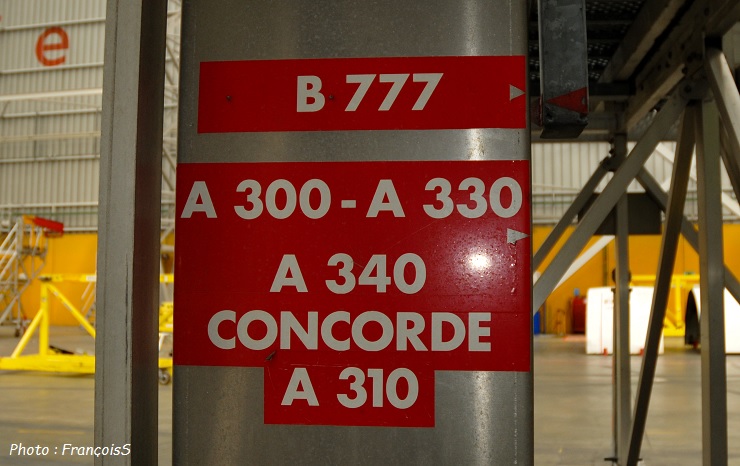 e
B 777
A 300 - A 330
A 340
CONCORDE
A 310
Photo : FrançoisS